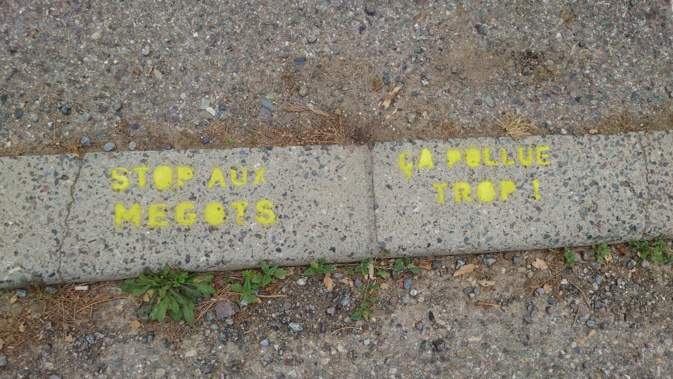 STOP AUX
MEGOTS
ÇA POLLUE
TROP !